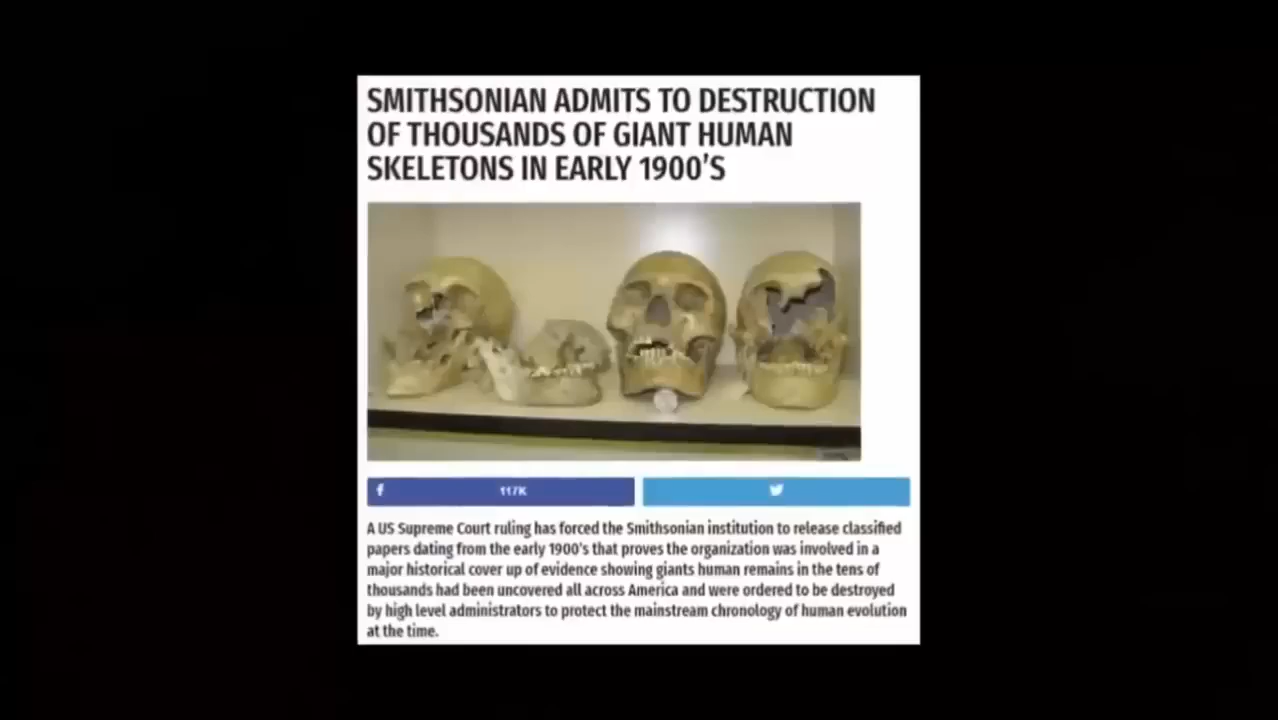 SMITHSONIAN ADMITS TO DESTRUCTION
OF THOUSANDS OF GIANT HUMAN
SKELETONS IN EARLY 1900'S
f 117K
A US Supreme Court ruling has forced the Smithsonian institution to release classified
papers dating from the early 1900's that proves the organization was involved in a
major historical cover up of evidence showing giants human remains in the tens of
thousands had been uncovered all across America and were ordered to be destroyed
by high level administrators to protect the mainstream chronology of human evolution
at the time.